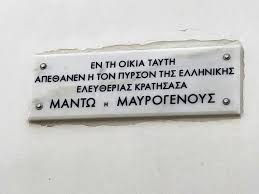 ΕΝ ΤΗ ΟΙΚΙΑ ΤΑΥΤΗ
ΑΠΕΘΑΝΕΝ Η ΤΟΝ ΠΥΡΣΟΝ ΤΗΣ ΕΛΛΗΝΙΚΗΣ
ΕΛΕΥΘΕΡΙΑΣ ΚΡΑΤΗΣΑΣΑ
ΜΑΝΤΩ Η ΜΑΥΡΟΓΕΝΟΥΣ